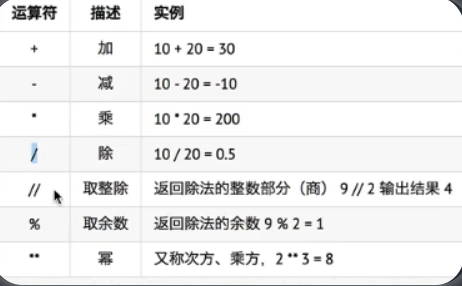 运算符 描述 实例
+ 加 10 + 20 = 30
- 减 10 - 20 = -10
* 乘 10 * 20 = 200
/ 除 10 / 20 = 0.5
// 取整除 返回除法的整数部分（商） 9 // 2 输出结果 4
% 取余数 返回除法的余数 9 % 2 = 1
** 幂 又称次方、乘方，2 ** 3 = 8